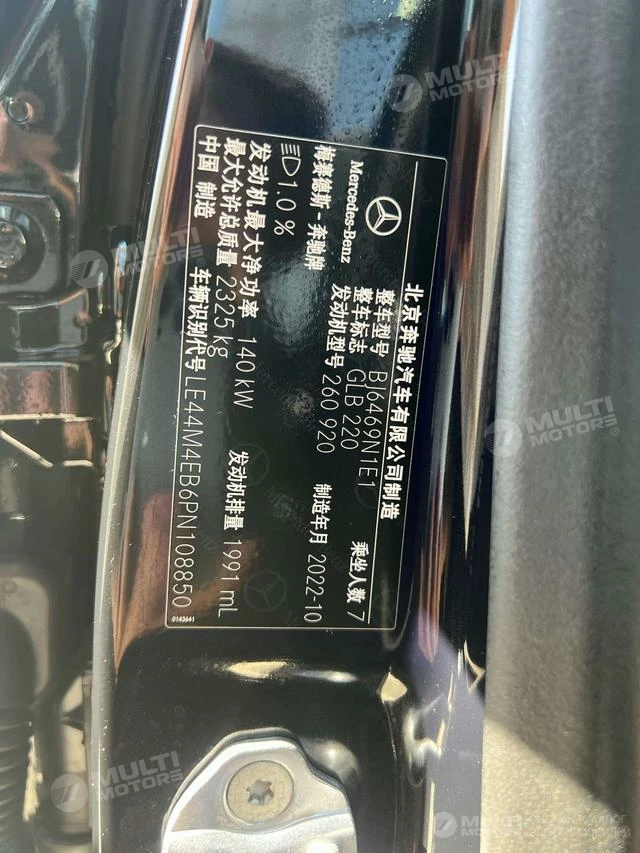 北京奔驰汽车有限公司制造
Mercedes-Benz
梅赛德斯-奔驰牌
1.0 %
整车型号 BJ6469N1E1
整车标志 GLB 220
发动机型号 260 920
乘坐人数 7
制造年月 2022-10
发动机最大净功率 140 kW
发动机排量 1991 mL
最大允许总质量 2325 kg
中国 制造
车辆识别代号 LE44M4EB6PN108850
0143641
MULTI
MOTORS
MULTI
MOTORS
MULTI
MOTORS
MULTI
MOTORS
MULTI
MOTORS